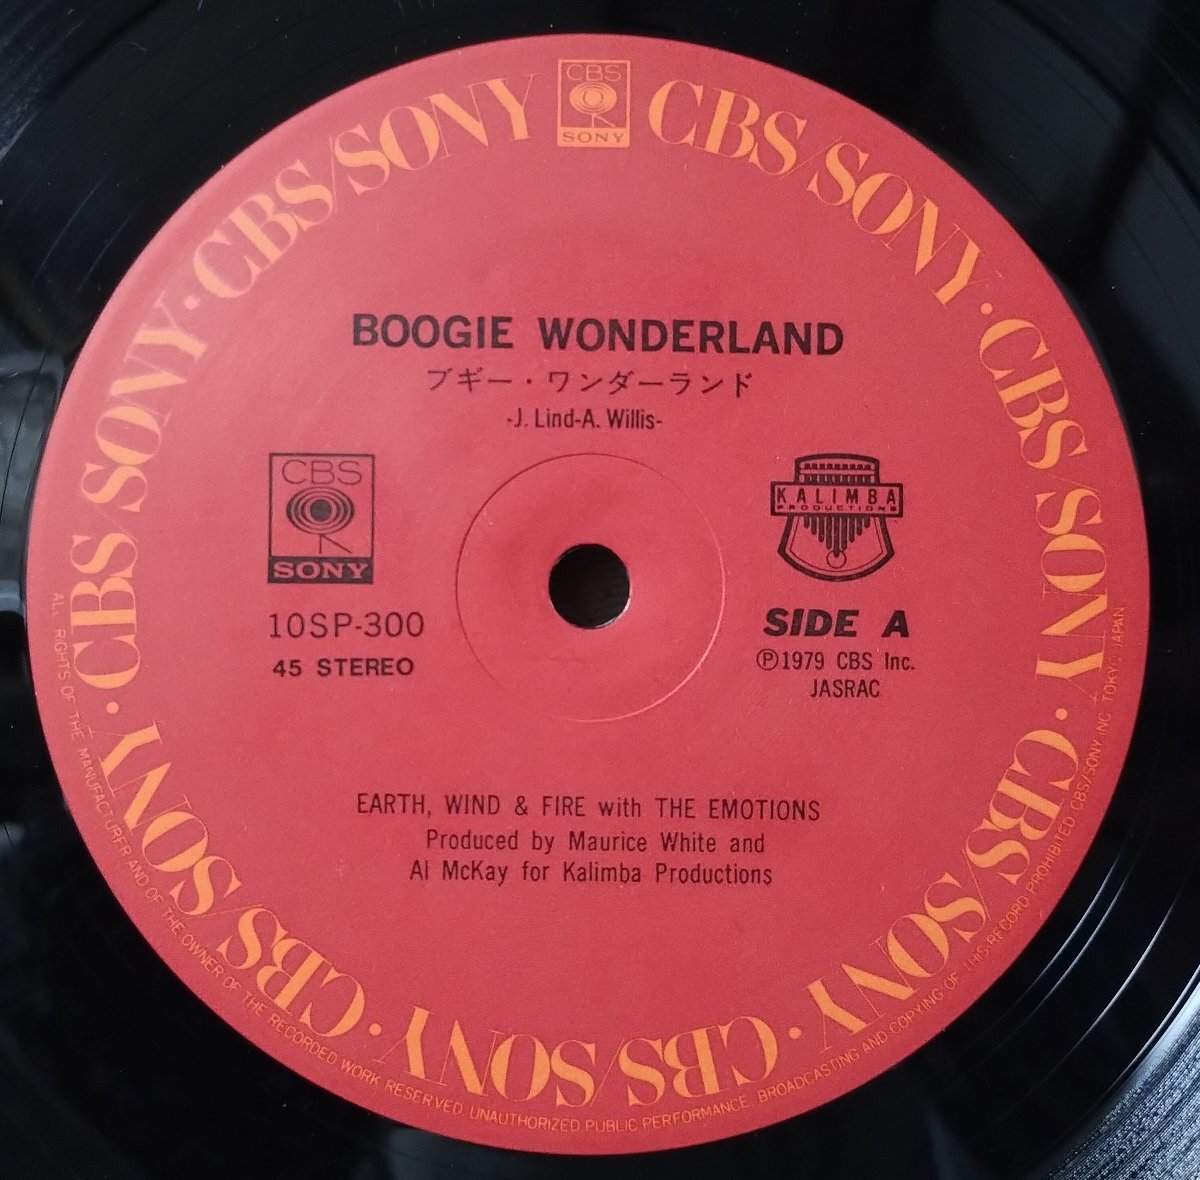 CBS SONY
CBS/SONY · CBS/SONY · CBS/SONY · CBS/SONY · CBS/SONY · CBS/SONY · CBS/SONY · CBS/SONY
BOOGIE WONDERLAND
ブギー・ワンダーランド
-J. Lind-A. Willis-
CBS
SONY
KALIMBA
PRODUCTIONS
10SP-300
SIDE A
45 STEREO
Ⓟ1979 CBS Inc.
JASRAC
EARTH, WIND & FIRE with THE EMOTIONS
Produced by Maurice White and
Al McKay for Kalimba Productions
ALL RIGHTS OF THE MANUFACTURER AND OF THE OWNER OF THE RECORDED WORK RESERVED UNAUTHORIZED PUBLIC PERFORMANCE. BROADCASTING AND COPYING OF THIS RECORD PROHIBITED CBS/SONY INC. TOKYO, JAPAN